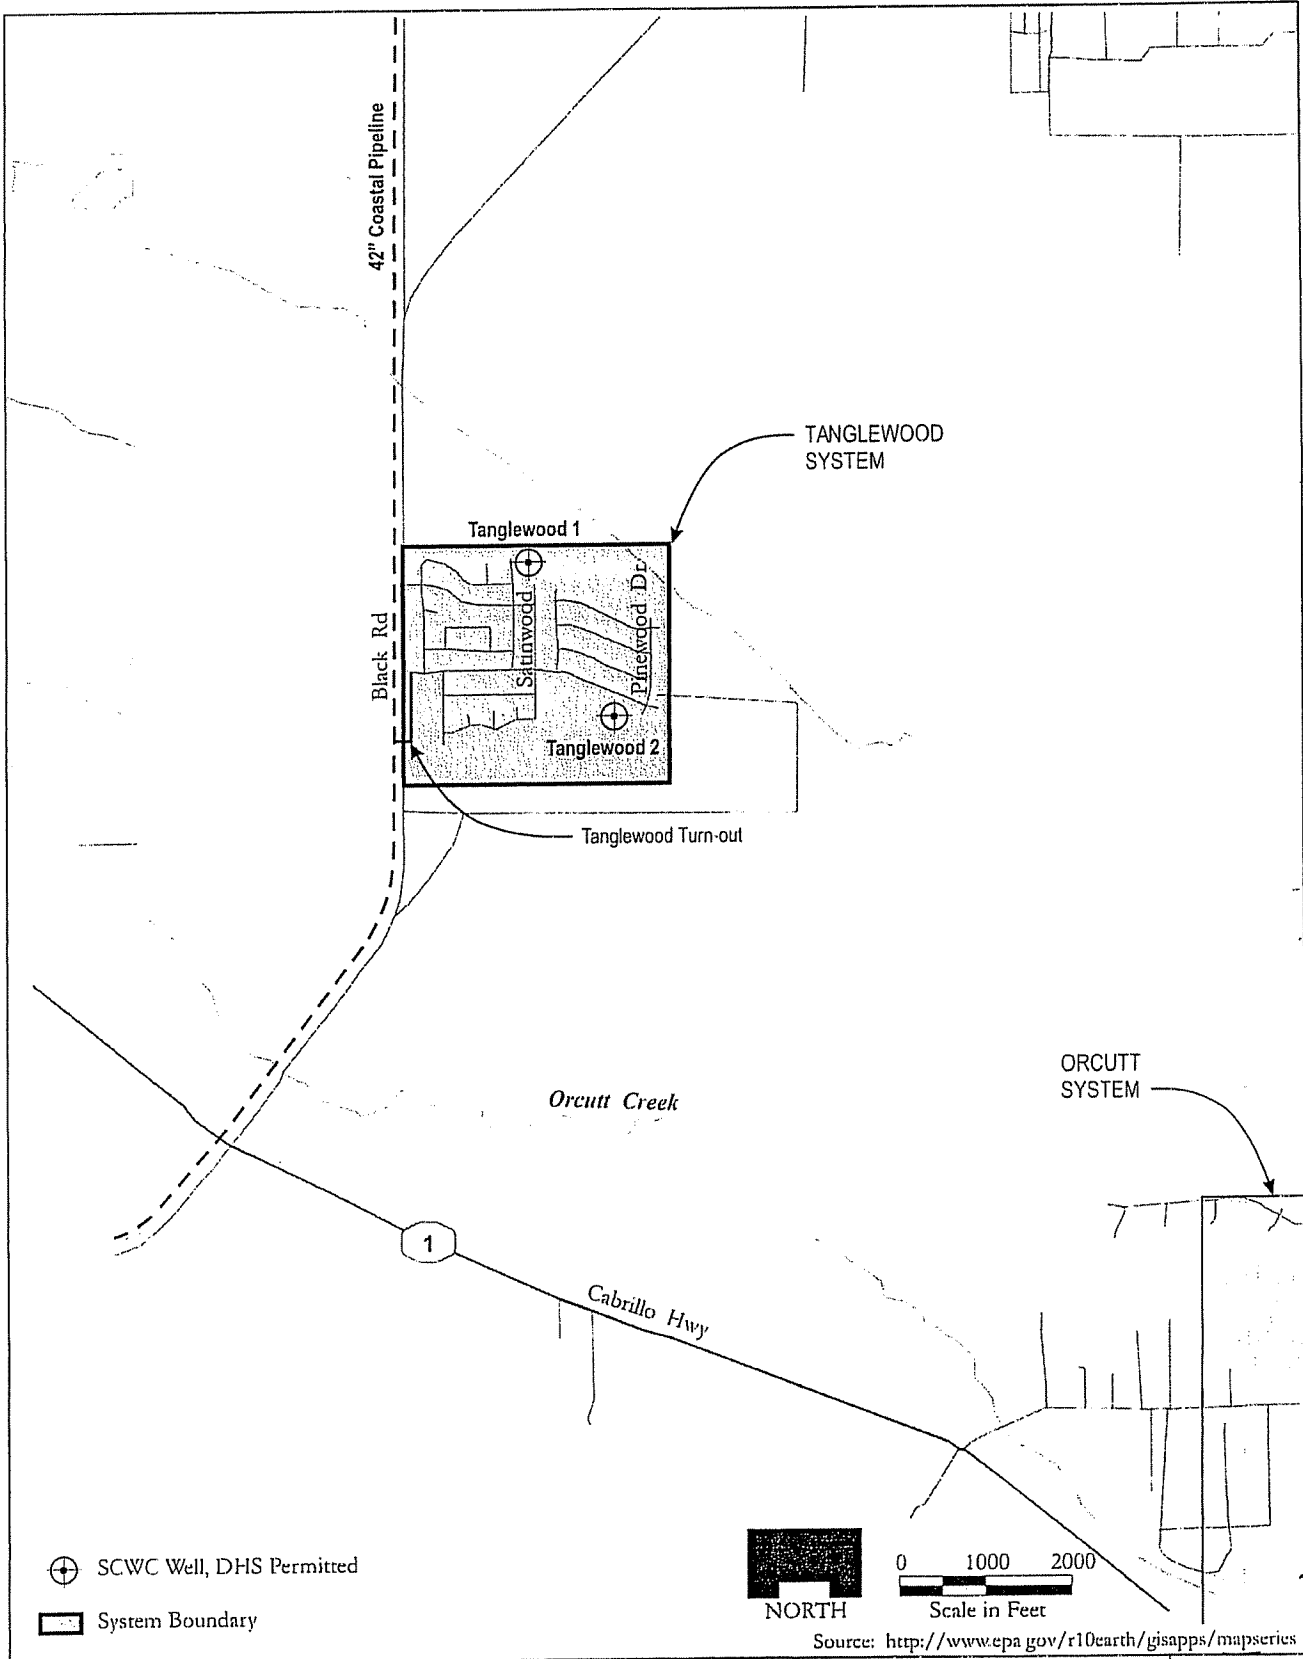 42" Coastal Pipeline
TANGLEWOOD
SYSTEM
Tanglewood 1
Black Rd
Satinwood
Pinewood Dr.
Tanglewood 2
Tanglewood Turn-out
Orcutt Creek
ORCUTT
SYSTEM
1
Cabrillo Hwy
SCWC Well, DHS Permitted
System Boundary
NORTH
0 1000 2000
Scale in Feet
Source: http://www.epa.gov/r10earth/gisapps/mapseries